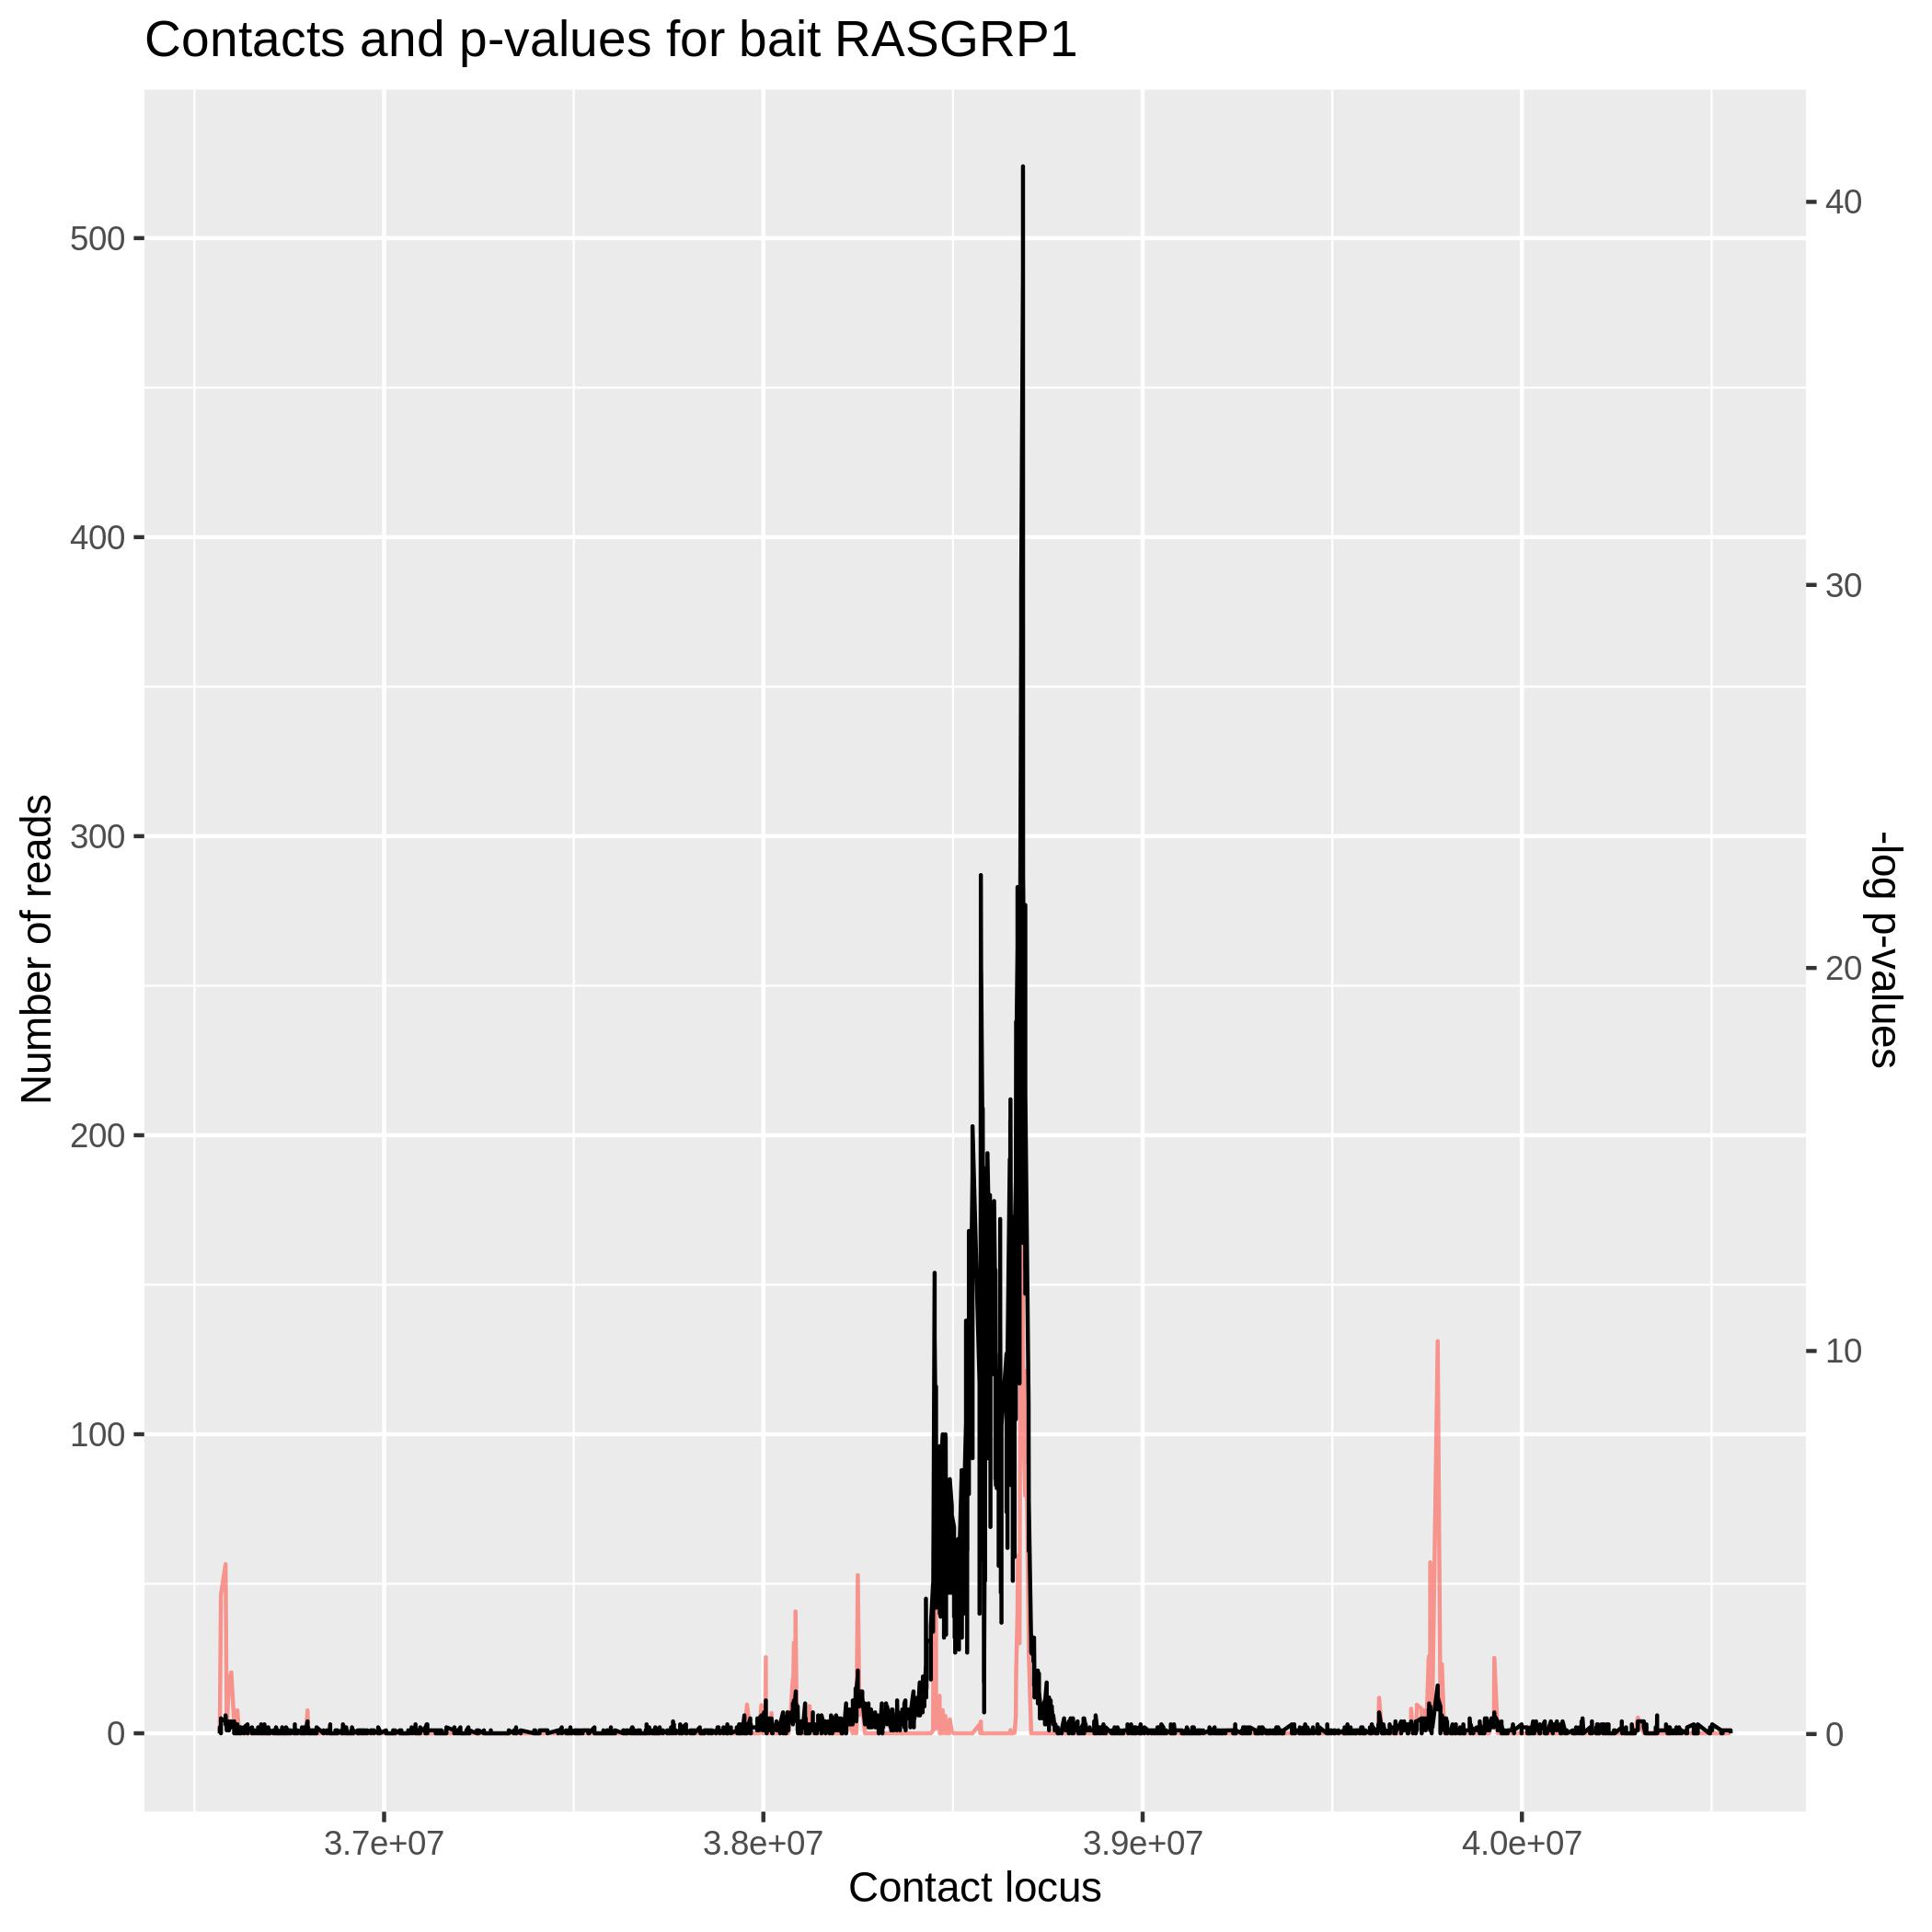 Contacts and p-values for bait RASGRP1
500
400
300
200
100
0
Number of reads
40
30
20
10
0
-log p-values
3.7e+07
3.8e+07
3.9e+07
4.0e+07
Contact locus